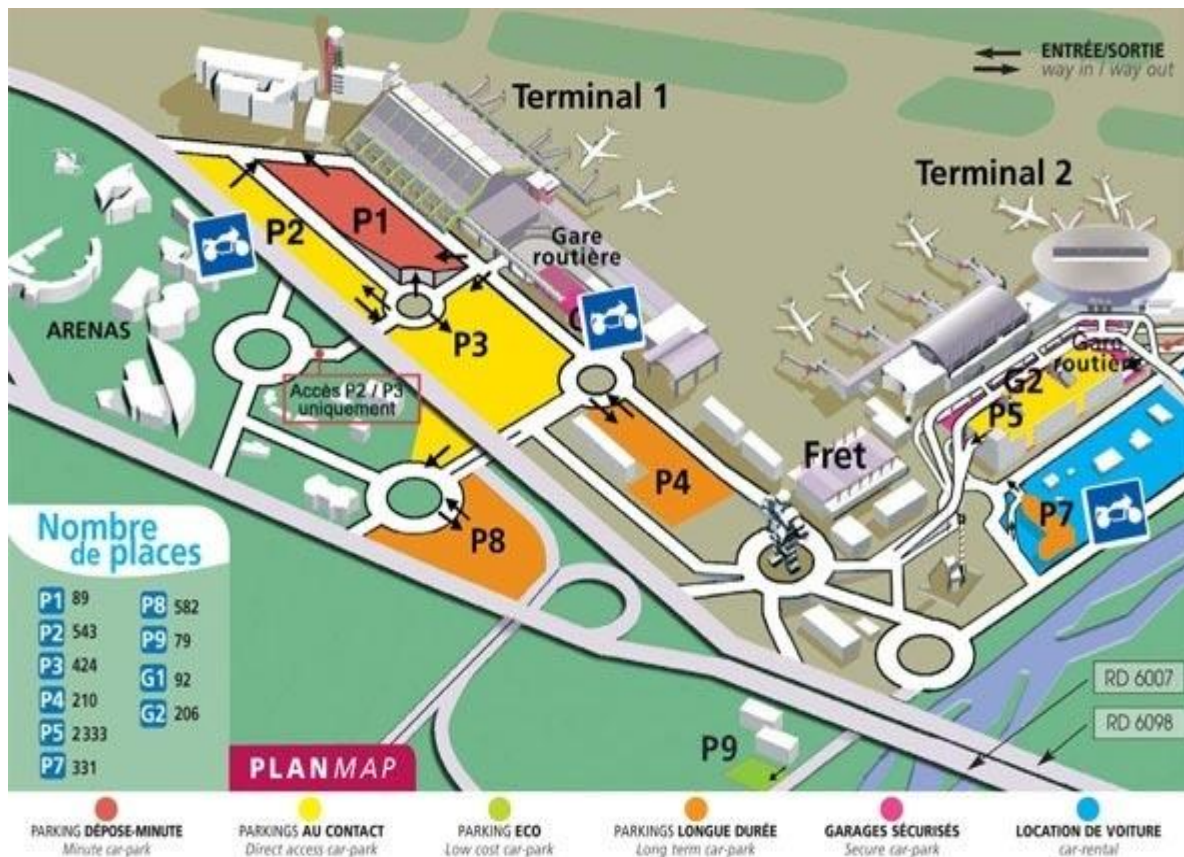 ENTRÉE/SORTIE
way in / way out
Terminal 1
Terminal 2
P1
P2
Gare
routière
ARENAS
P3
Accès P2 / P3
uniquement
Gare
routière
G2
P5
Fret
P4
P7
P8
Nombre
de places
P1 89
P2 543
P3 424
P4 210
P5 2333
P7 331
P8 582
P9 79
G1 92
G2 206
RD 6007
RD 6098
P9
PLANMAP
PARKING DÉPOSE-MINUTE
Minute car-park
PARKINGS AU CONTACT
Direct access car-park
PARKING ECO
Low cost car-park
PARKINGS LONGUE DURÉE
Long term car-park
GARAGES SÉCURISÉS
Secure car-park
LOCATION DE VOITURE
car-rental